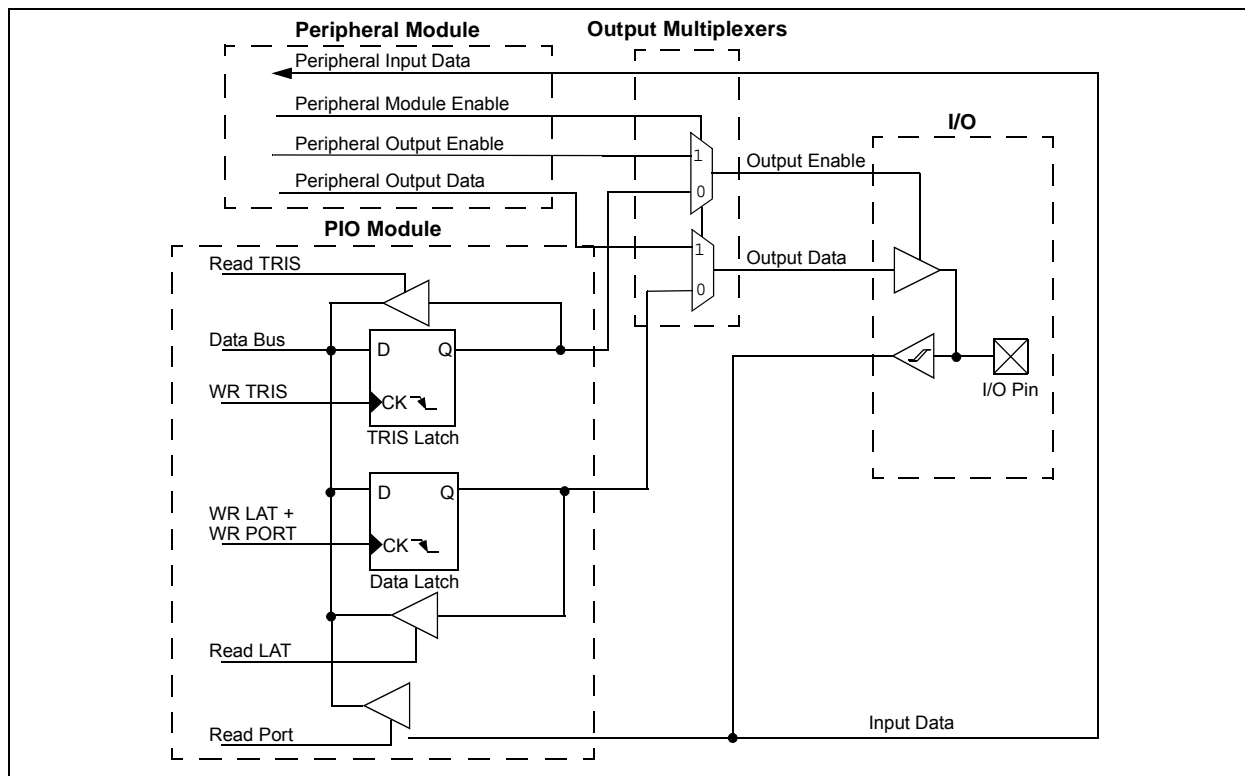 Peripheral Module
Output Multiplexers
Peripheral Input Data
Peripheral Module Enable
I/O
Peripheral Output Enable
1
Output Enable
Peripheral Output Data
0
PIO Module
1
Read TRIS
Output Data
0
Data Bus
D
Q
WR TRIS
CK
I/O Pin
TRIS Latch
D
Q
WR LAT +
WR PORT
CK
Data Latch
Read LAT
Input Data
Read Port